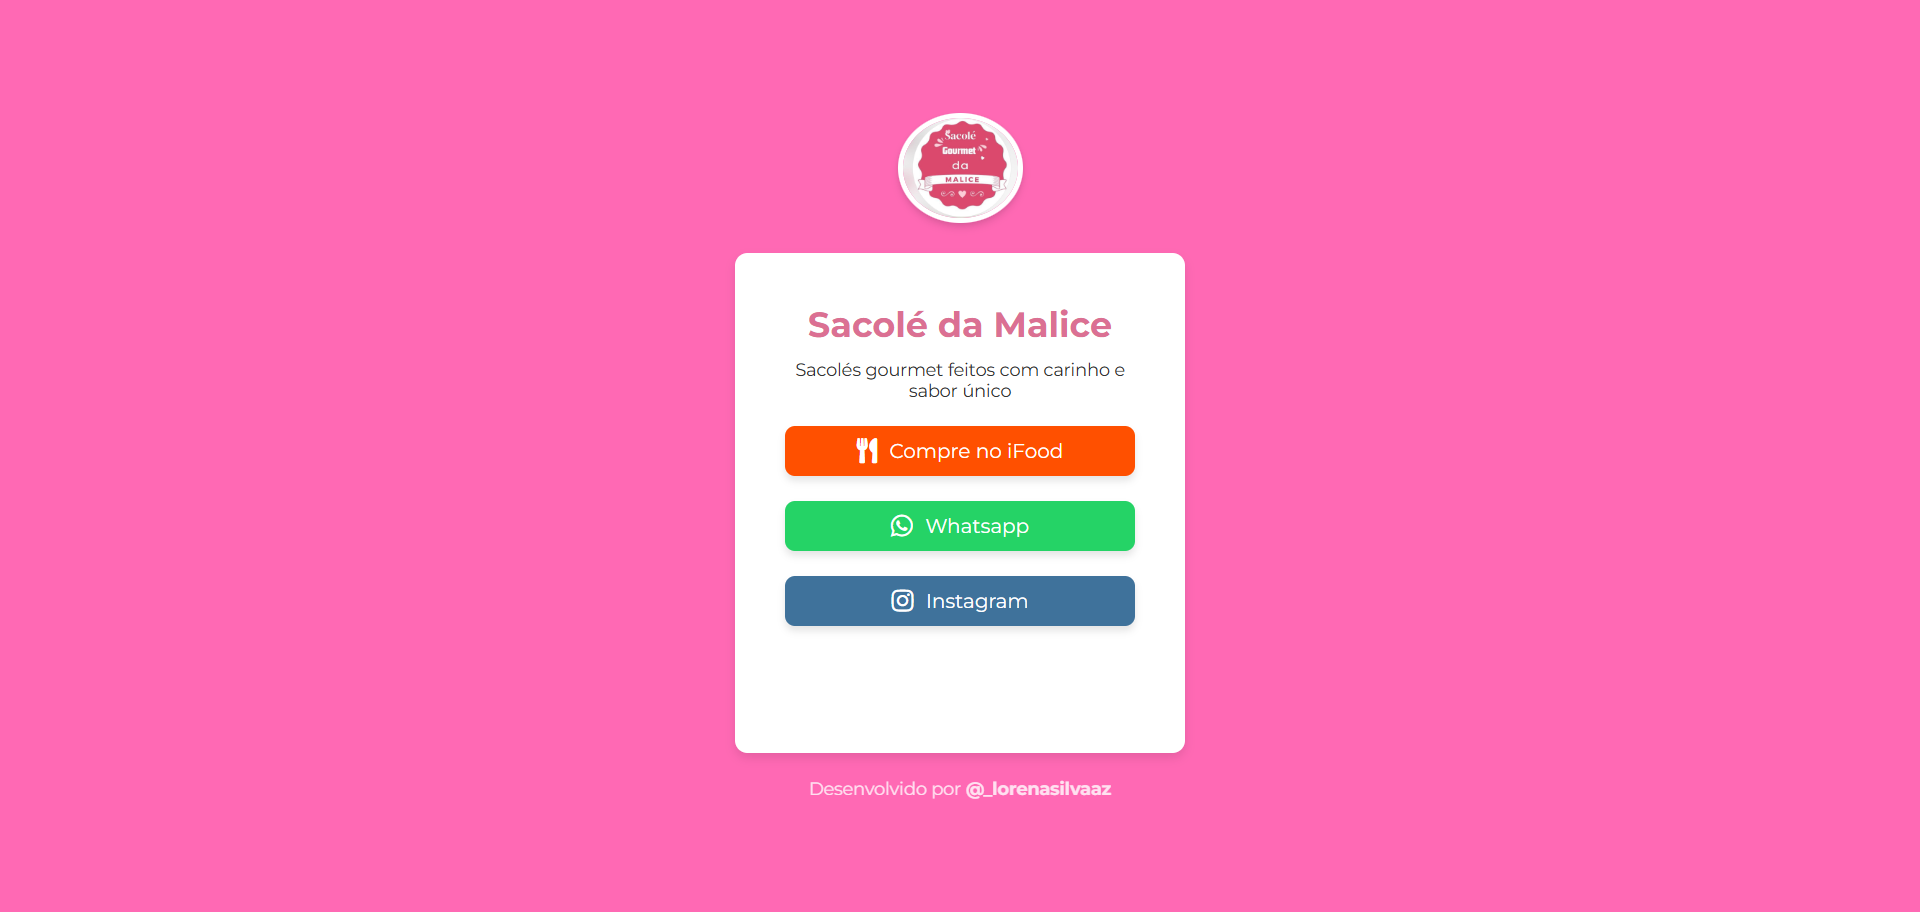 Sacolé
Gourmet
da
MALICE
Sacolé da Malice
Sacolés gourmet feitos com carinho e
sabor único
Compre no iFood
Whatsapp
Instagram
Desenvolvido por @_lorenasilvaaz